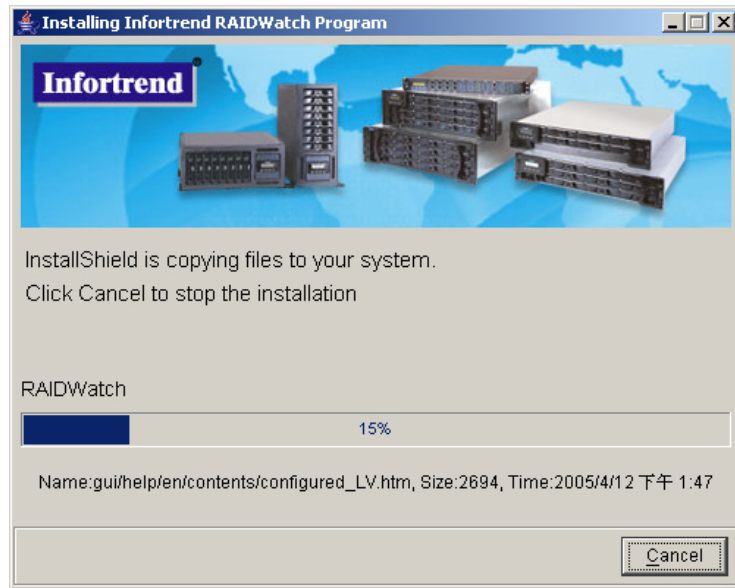 Installing Infortrend RAIDWatch Program
Infortrend®
InstallShield is copying files to your system.
Click Cancel to stop the installation
RAIDWatch
15%
Name:gui/help/en/contents/configured_LV.htm, Size:2694, Time:2005/4/12 下午 1:47
Cancel